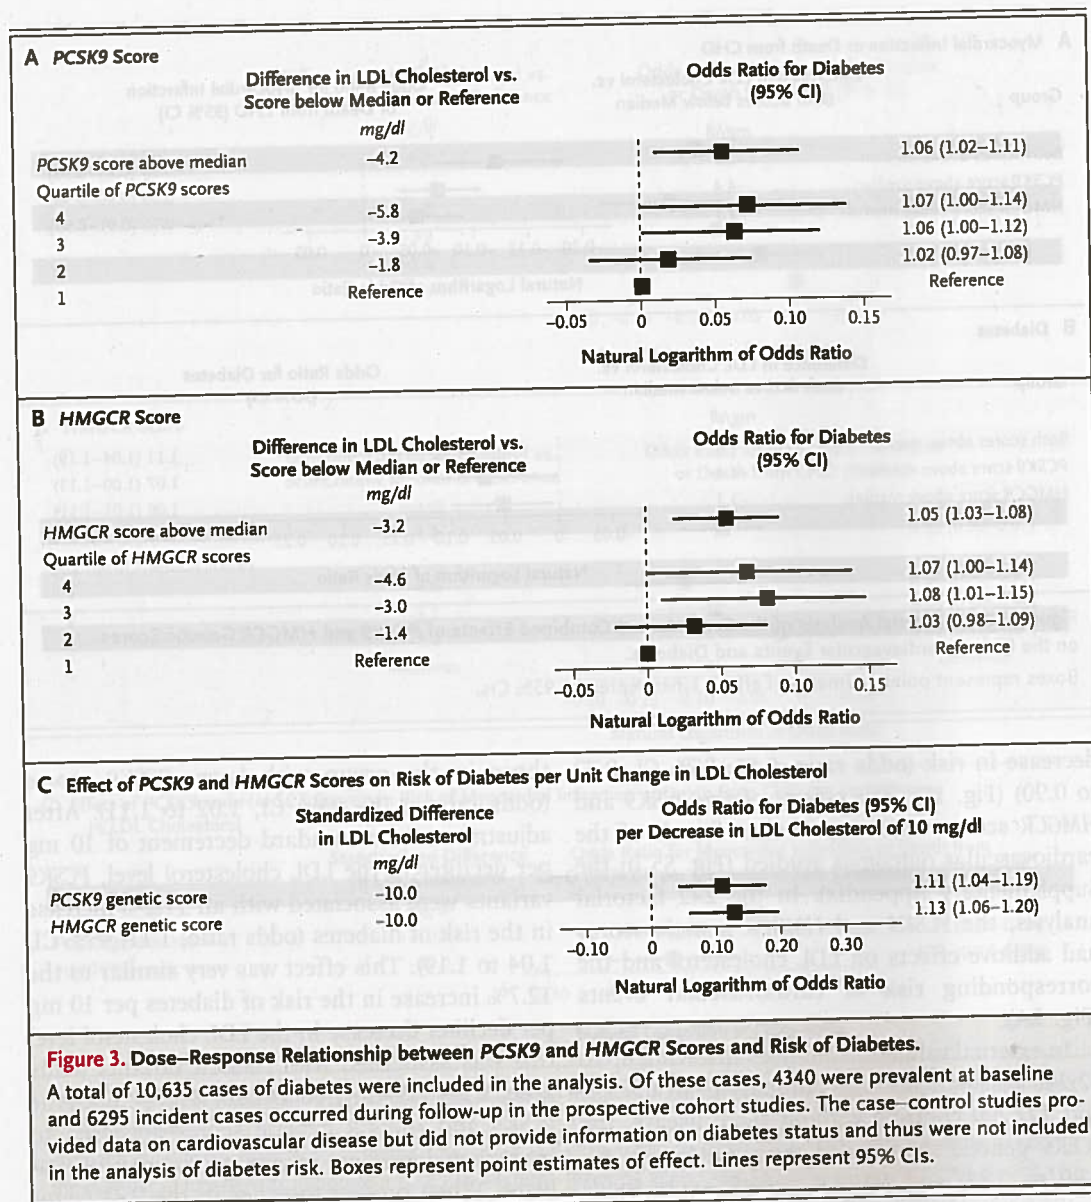 A PCSK9 Score
Difference in LDL Cholesterol vs.
Score below Median or Reference
Odds Ratio for Diabetes
(95% CI)
mg/dl
PCSK9 score above median −4.2 1.06 (1.02–1.11)
Quartile of PCSK9 scores
4 −5.8 1.07 (1.00–1.14)
3 −3.9 1.06 (1.00–1.12)
2 −1.8 1.02 (0.97–1.08)
1 Reference Reference
−0.05 0 0.05 0.10 0.15
Natural Logarithm of Odds Ratio
B HMGCR Score
Difference in LDL Cholesterol vs.
Score below Median or Reference
Odds Ratio for Diabetes
(95% CI)
mg/dl
HMGCR score above median −3.2 1.05 (1.03–1.08)
Quartile of HMGCR scores
4 −4.6 1.07 (1.00–1.14)
3 −3.0 1.08 (1.01–1.15)
2 −1.4 1.03 (0.98–1.09)
1 Reference Reference
−0.05 0 0.05 0.10 0.15
Natural Logarithm of Odds Ratio
C Effect of PCSK9 and HMGCR Scores on Risk of Diabetes per Unit Change in LDL Cholesterol
Standardized Difference
in LDL Cholesterol
Odds Ratio for Diabetes (95% CI)
per Decrease in LDL Cholesterol of 10 mg/dl
mg/dl
PCSK9 genetic score −10.0 1.11 (1.04–1.19)
HMGCR genetic score −10.0 1.13 (1.06–1.20)
−0.10 0 0.10 0.20 0.30
Natural Logarithm of Odds Ratio
Figure 3. Dose–Response Relationship between PCSK9 and HMGCR Scores and Risk of Diabetes.
A total of 10,635 cases of diabetes were included in the analysis. Of these cases, 4340 were prevalent at baseline
and 6295 incident cases occurred during follow-up in the prospective cohort studies. The case–control studies pro-
vided data on cardiovascular disease but did not provide information on diabetes status and thus were not included
in the analysis of diabetes risk. Boxes represent point estimates of effect. Lines represent 95% CIs.